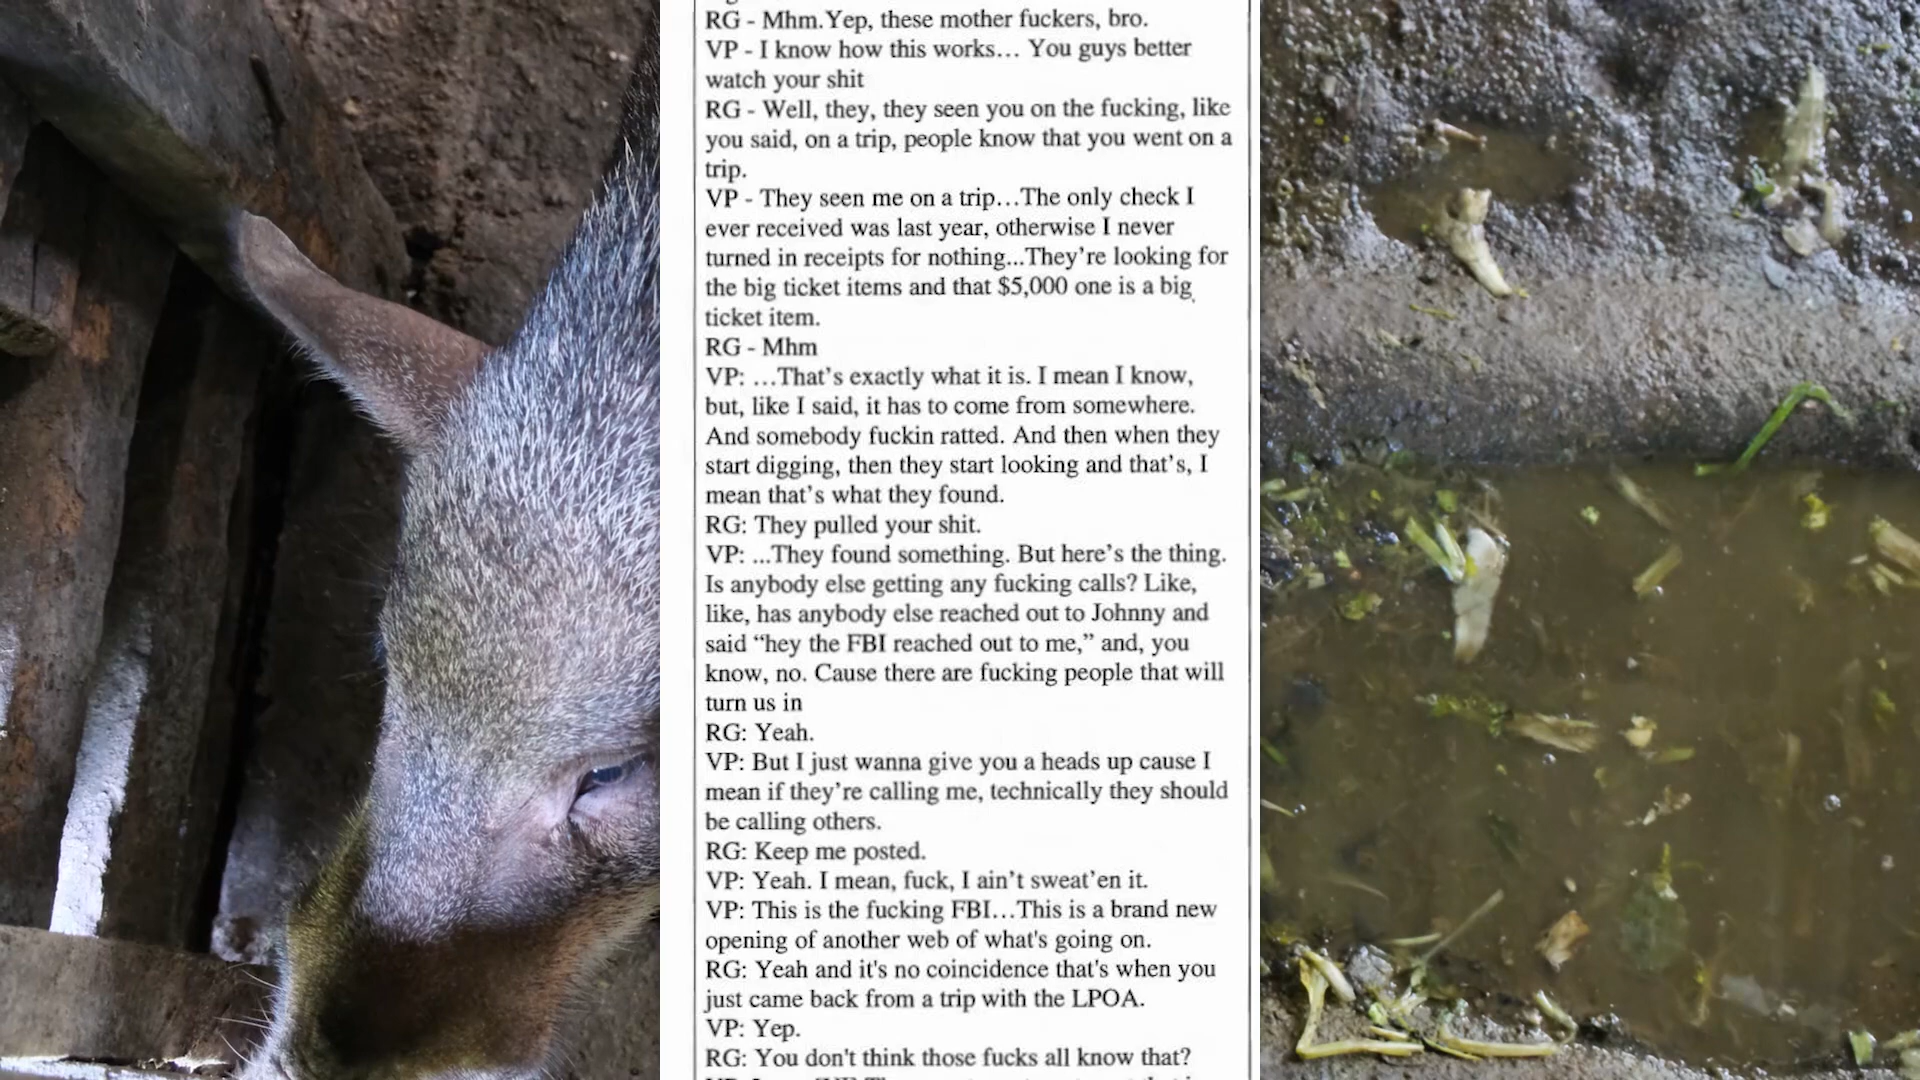 RG - Mhm.Yep, these mother fuckers, bro.
VP - I know how this works… You guys better
watch your shit
RG - Well, they, they seen you on the fucking, like
you said, on a trip, people know that you went on a
trip.
VP - They seen me on a trip…The only check I
ever received was last year, otherwise I never
turned in receipts for nothing...They're looking for
the big ticket items and that $5,000 one is a big
ticket item.
RG - Mhm
VP: …That's exactly what it is. I mean I know,
but, like I said, it has to come from somewhere.
And somebody fuckin ratted. And then when they
start digging, then they start looking and that's, I
mean that's what they found.
RG: They pulled your shit.
VP: ...They found something. But here's the thing.
Is anybody else getting any fucking calls? Like,
like, has anybody else reached out to Johnny and
said “hey the FBI reached out to me,” and, you
know, no. Cause there are fucking people that will
turn us in
RG: Yeah.
VP: But I just wanna give you a heads up cause I
mean if they're calling me, technically they should
be calling others.
RG: Keep me posted.
VP: Yeah. I mean, fuck, I ain't sweat'en it.
VP: This is the fucking FBI…This is a brand new
opening of another web of what's going on.
RG: Yeah and it's no coincidence that's when you
just came back from a trip with the LPOA.
VP: Yep.
RG: You don't think those fucks all know that?